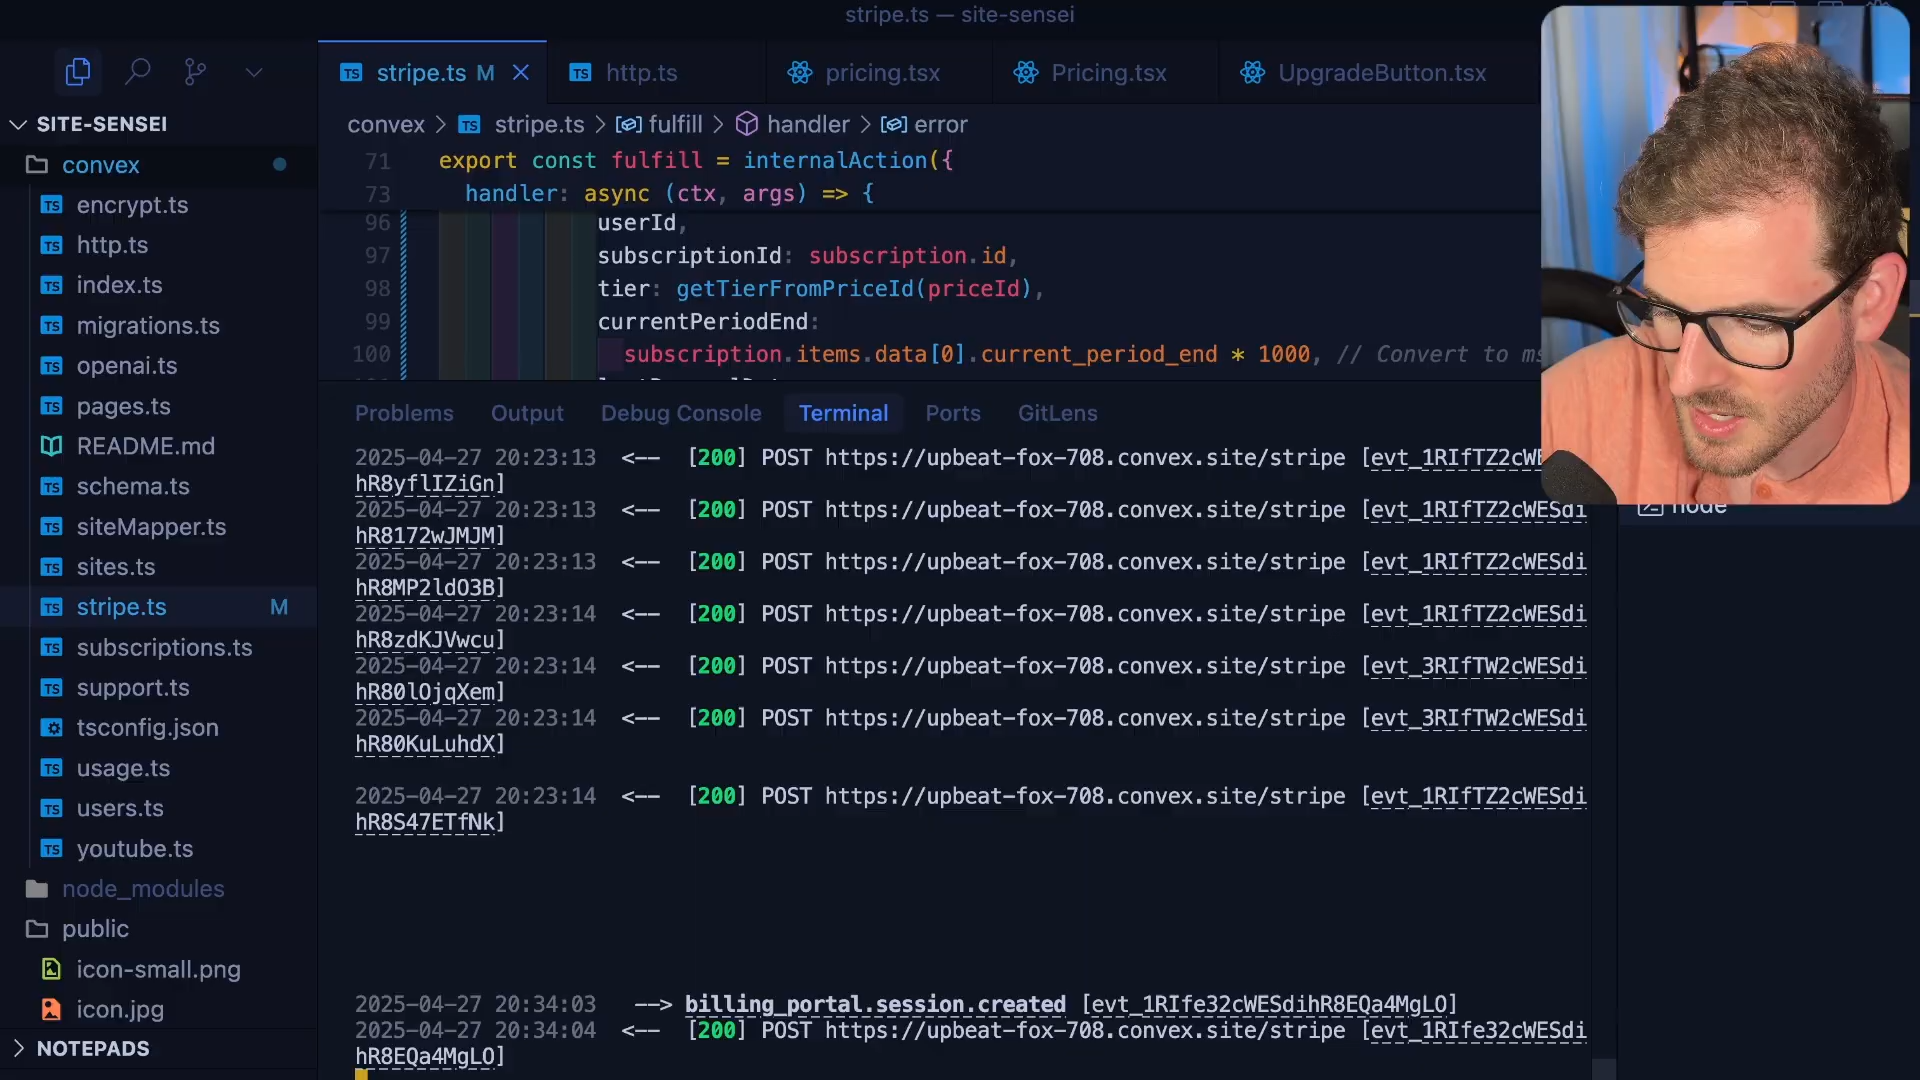 stripe.ts — site-sensei
stripe.ts M
http.ts
pricing.tsx
Pricing.tsx
UpgradeButton.tsx
SITE-SENSEI
convex
encrypt.ts
http.ts
index.ts
migrations.ts
openai.ts
pages.ts
README.md
schema.ts
siteMapper.ts
sites.ts
stripe.ts M
subscriptions.ts
support.ts
tsconfig.json
usage.ts
users.ts
youtube.ts
node_modules
public
icon-small.png
icon.jpg
NOTEPADS
convex > stripe.ts > fulfill > handler > error
71 export const fulfill = internalAction({
73 handler: async (ctx, args) => {
96 userId,
97 subscriptionId: subscription.id,
98 tier: getTierFromPriceId(priceId),
99 currentPeriodEnd:
100 subscription.items.data[0].current_period_end * 1000, // Convert to ms
Problems Output Debug Console Terminal Ports GitLens
2025-04-27 20:23:13 <-- [200] POST https://upbeat-fox-708.convex.site/stripe [evt_1RIfTZ2cWE
hR8yflIZiGn]
2025-04-27 20:23:13 <-- [200] POST https://upbeat-fox-708.convex.site/stripe [evt_1RIfTZ2cWESdi
hR8172wJMJM]
2025-04-27 20:23:13 <-- [200] POST https://upbeat-fox-708.convex.site/stripe [evt_1RIfTZ2cWESdi
hR8MP2ldO3B]
2025-04-27 20:23:14 <-- [200] POST https://upbeat-fox-708.convex.site/stripe [evt_1RIfTZ2cWESdi
hR8zdKJVwcu]
2025-04-27 20:23:14 <-- [200] POST https://upbeat-fox-708.convex.site/stripe [evt_3RIfTW2cWESdi
hR80lOjqXem]
2025-04-27 20:23:14 <-- [200] POST https://upbeat-fox-708.convex.site/stripe [evt_3RIfTW2cWESdi
hR80KuLuhdX]
2025-04-27 20:23:14 <-- [200] POST https://upbeat-fox-708.convex.site/stripe [evt_1RIfTZ2cWESdi
hR8S47ETfNk]
2025-04-27 20:34:03 --> billing_portal.session.created [evt_1RIfe32cWESdihR8EQa4MgLO]
2025-04-27 20:34:04 <-- [200] POST https://upbeat-fox-708.convex.site/stripe [evt_1RIfe32cWESdi
hR8EQa4MgLO]
node